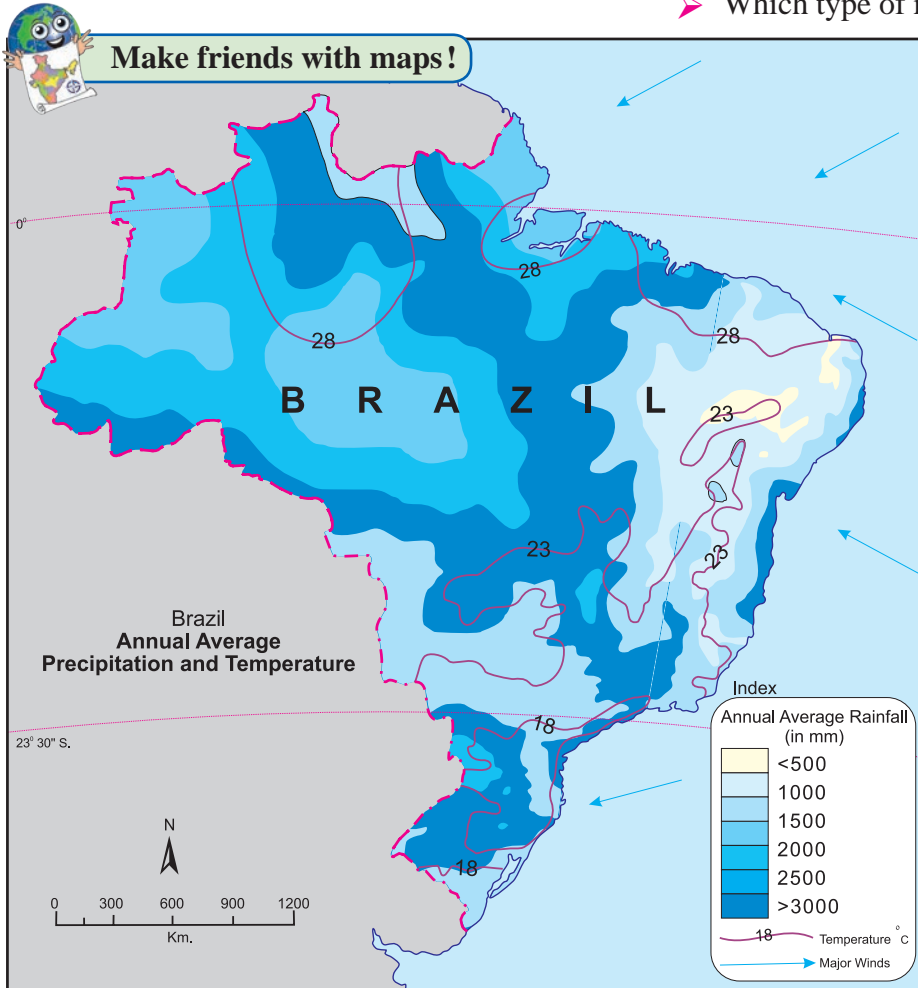 Which type of
Make friends with maps!
0°
28
28
28
B R A Z I L
23
23
23
Brazil
Annual Average
Precipitation and Temperature
18
23° 30" S.
18
N
0 300 600 900 1200
Km.
Index
Annual Average Rainfall
(in mm)
<500
1000
1500
2000
2500
>3000
18 Temperature °C
Major Winds